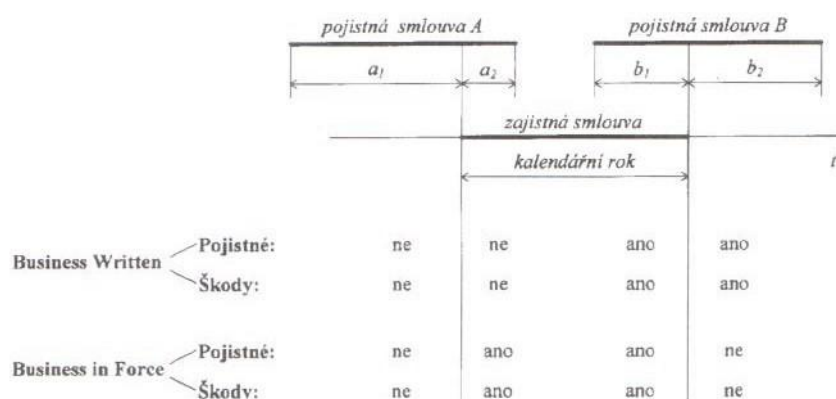 pojistná smlouva A pojistná smlouva B
a₁ a₂ b₁ b₂
zajistná smlouva
kalendářní rok t
Pojistné: ne ne ano ano
Business Written
Škody: ne ne ano ano
Pojistné: ne ano ano ne
Business in Force
Škody: ne ano ano ne